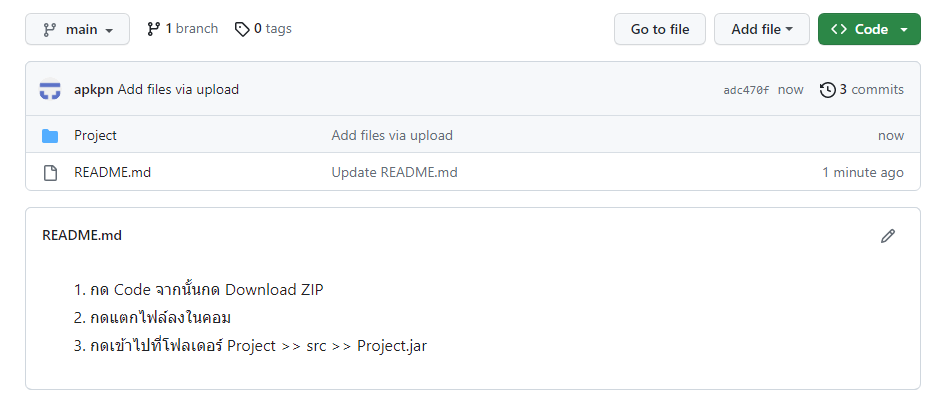 main 1 branch 0 tags Go to file Add file Code
apkpn Add files via upload adc470f now 3 commits
Project Add files via upload now
README.md Update README.md 1 minute ago
README.md
1. กด Code จากนั้นกด Download ZIP
2. กดแตกไฟล์ลงในคอม
3. กดเข้าไปที่โฟลเดอร์ Project >> src >> Project.jar